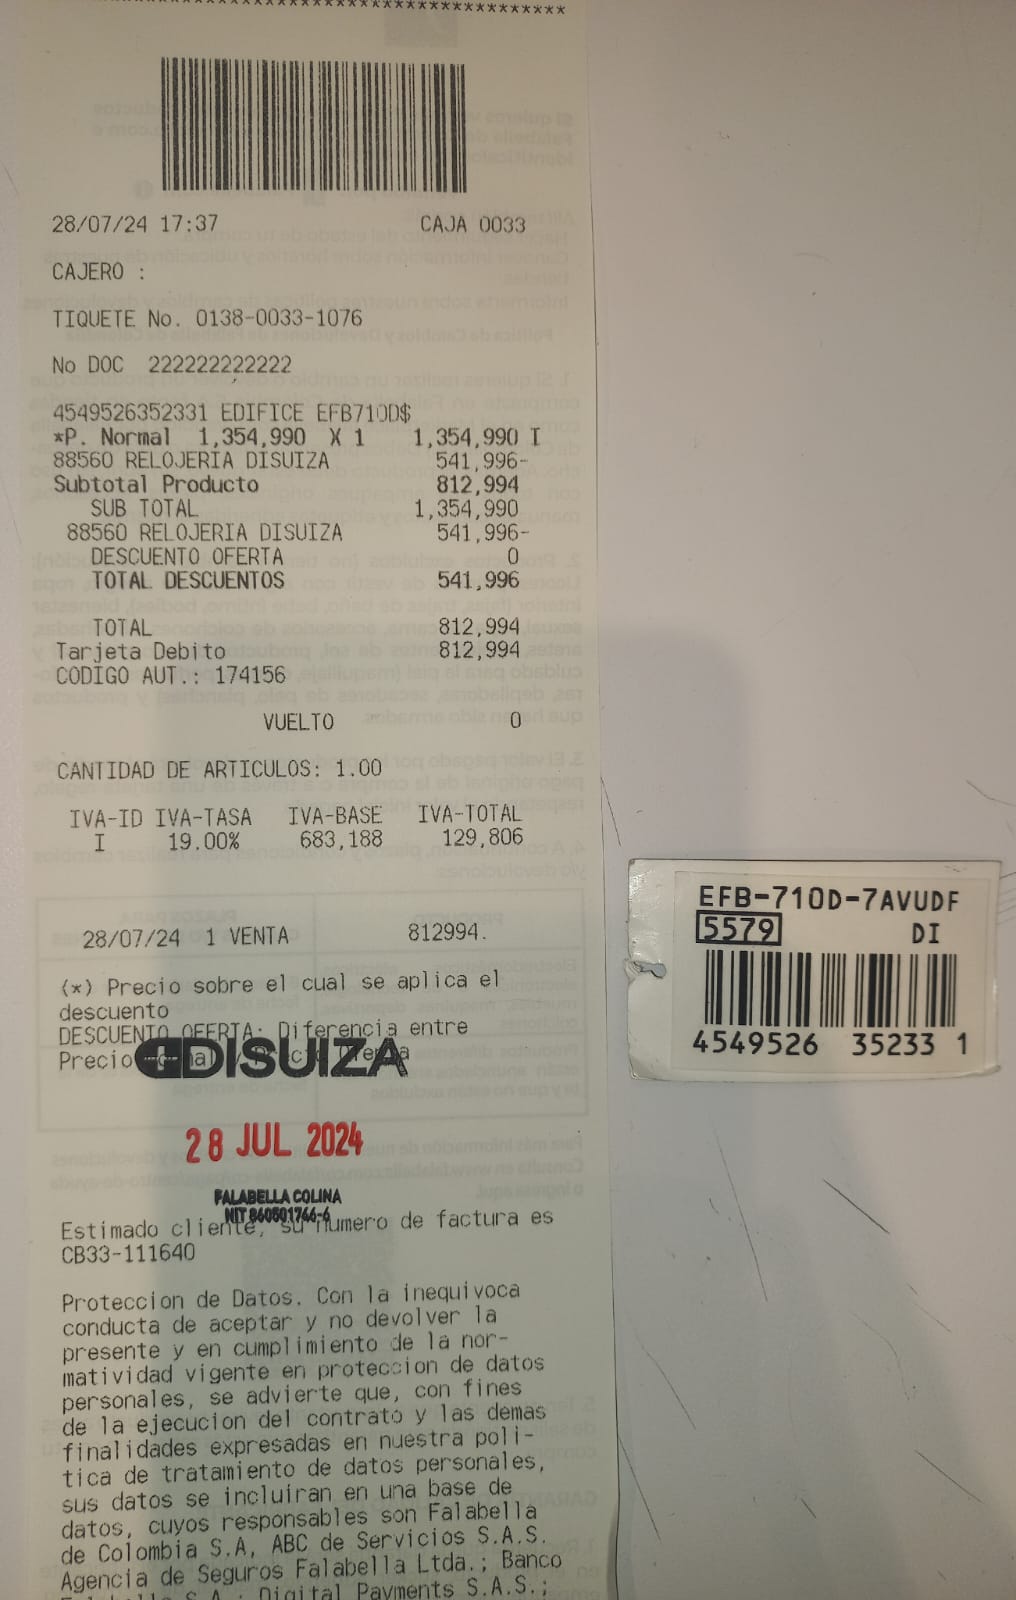 ****************************************
28/07/24 17:37 CAJA 0033
CAJERO :
TIQUETE No. 0138-0033-1076
No DOC 222222222222
4549526352331 EDIFICE EFB710D$
*P. Normal 1,354,990 X 1 1,354,990 I
88560 RELOJERIA DISUIZA 541,996-
Subtotal Producto 812,994
SUB TOTAL 1,354,990
88560 RELOJERIA DISUIZA 541,996-
DESCUENTO OFERTA 0
TOTAL DESCUENTOS 541,996
TOTAL 812,994
Tarjeta Debito 812,994
CODIGO AUT.: 174156
VUELTO 0
CANTIDAD DE ARTICULOS: 1.00
IVA-ID IVA-TASA IVA-BASE IVA-TOTAL
I 19.00% 683,188 129,806
28/07/24 1 VENTA 812994.
(*) Precio sobre el cual se aplica el
descuento
DESCUENTO OFERTA: Diferencia entre
Precio
DISUIZA
28 JUL 2024
FALABELLA COLINA
NIT 860501766-6
Estimado cliente, su numero de factura es
CB33-111640
Proteccion de Datos. Con la inequivoca
conducta de aceptar y no devolver la
presente y en cumplimiento de la nor-
matividad vigente en proteccion de datos
personales, se advierte que, con fines
de la ejecucion del contrato y las demas
finalidades expresadas en nuestra poli-
tica de tratamiento de datos personales,
sus datos se incluiran en una base de
datos, cuyos responsables son Falabella
de Colombia S.A, ABC de Servicios S.A.S.
Agencia de Seguros Falabella Ltda.; Banco
Digital Payments S.A.S.;
EFB-710D-7AVUDF
5579 DI
4549526 35233 1